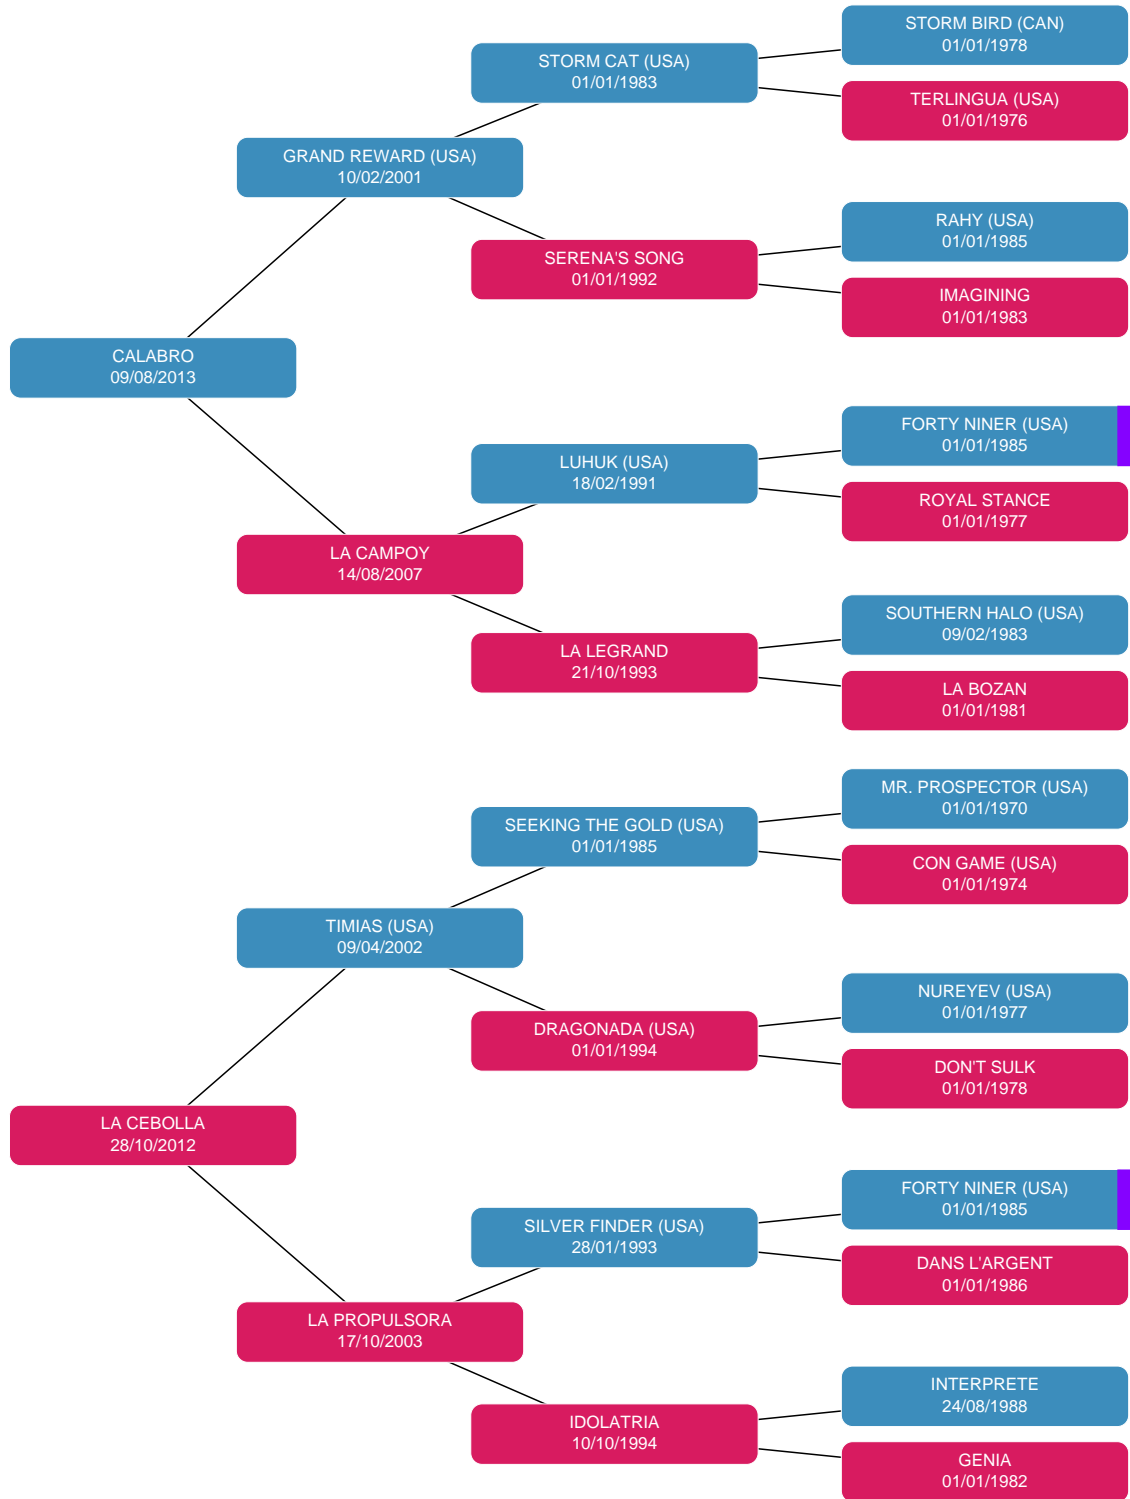 STORM BIRD (CAN)
01/01/1978
STORM CAT (USA)
01/01/1983
TERLINGUA (USA)
01/01/1976
GRAND REWARD (USA)
10/02/2001
RAHY (USA)
01/01/1985
SERENA'S SONG
01/01/1992
IMAGINING
01/01/1983
CALABRO
09/08/2013
FORTY NINER (USA)
01/01/1985
LUHUK (USA)
18/02/1991
ROYAL STANCE
01/01/1977
LA CAMPOY
14/08/2007
SOUTHERN HALO (USA)
09/02/1983
LA LEGRAND
21/10/1993
LA BOZAN
01/01/1981
MR. PROSPECTOR (USA)
01/01/1970
SEEKING THE GOLD (USA)
01/01/1985
CON GAME (USA)
01/01/1974
TIMIAS (USA)
09/04/2002
NUREYEV (USA)
01/01/1977
DRAGONADA (USA)
01/01/1994
DON'T SULK
01/01/1978
LA CEBOLLA
28/10/2012
FORTY NINER (USA)
01/01/1985
SILVER FINDER (USA)
28/01/1993
DANS L'ARGENT
01/01/1986
LA PROPULSORA
17/10/2003
INTERPRETE
24/08/1988
IDOLATRIA
10/10/1994
GENIA
01/01/1982